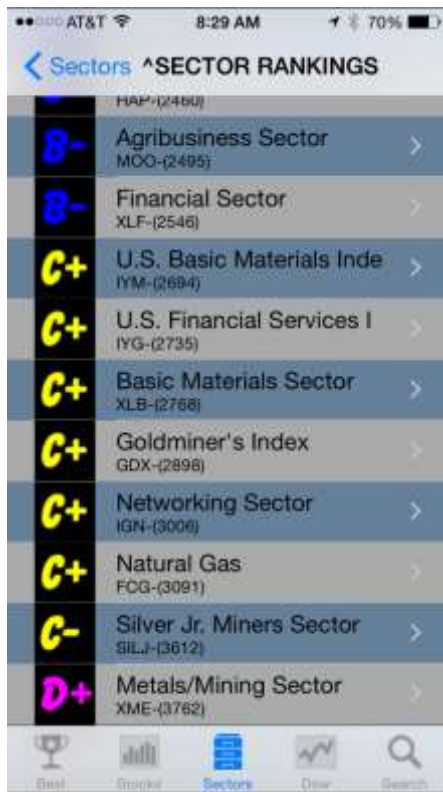 AT&T 8:29 AM 70%
Sectors ^SECTOR RANKINGS
HAP-(2460)
B- Agribusiness Sector
MOO-(2495)
B- Financial Sector
XLF-(2546)
C+ U.S. Basic Materials Inde
IYM-(2694)
C+ U.S. Financial Services I
IYG-(2735)
C+ Basic Materials Sector
XLB-(2768)
C+ Goldminer's Index
GDX-(2898)
C+ Networking Sector
IGN-(3006)
C+ Natural Gas
FCG-(3091)
C- Silver Jr. Miners Sector
SILJ-(3612)
D+ Metals/Mining Sector
XME-(3762)
Best Stocks Sectors Dow Search